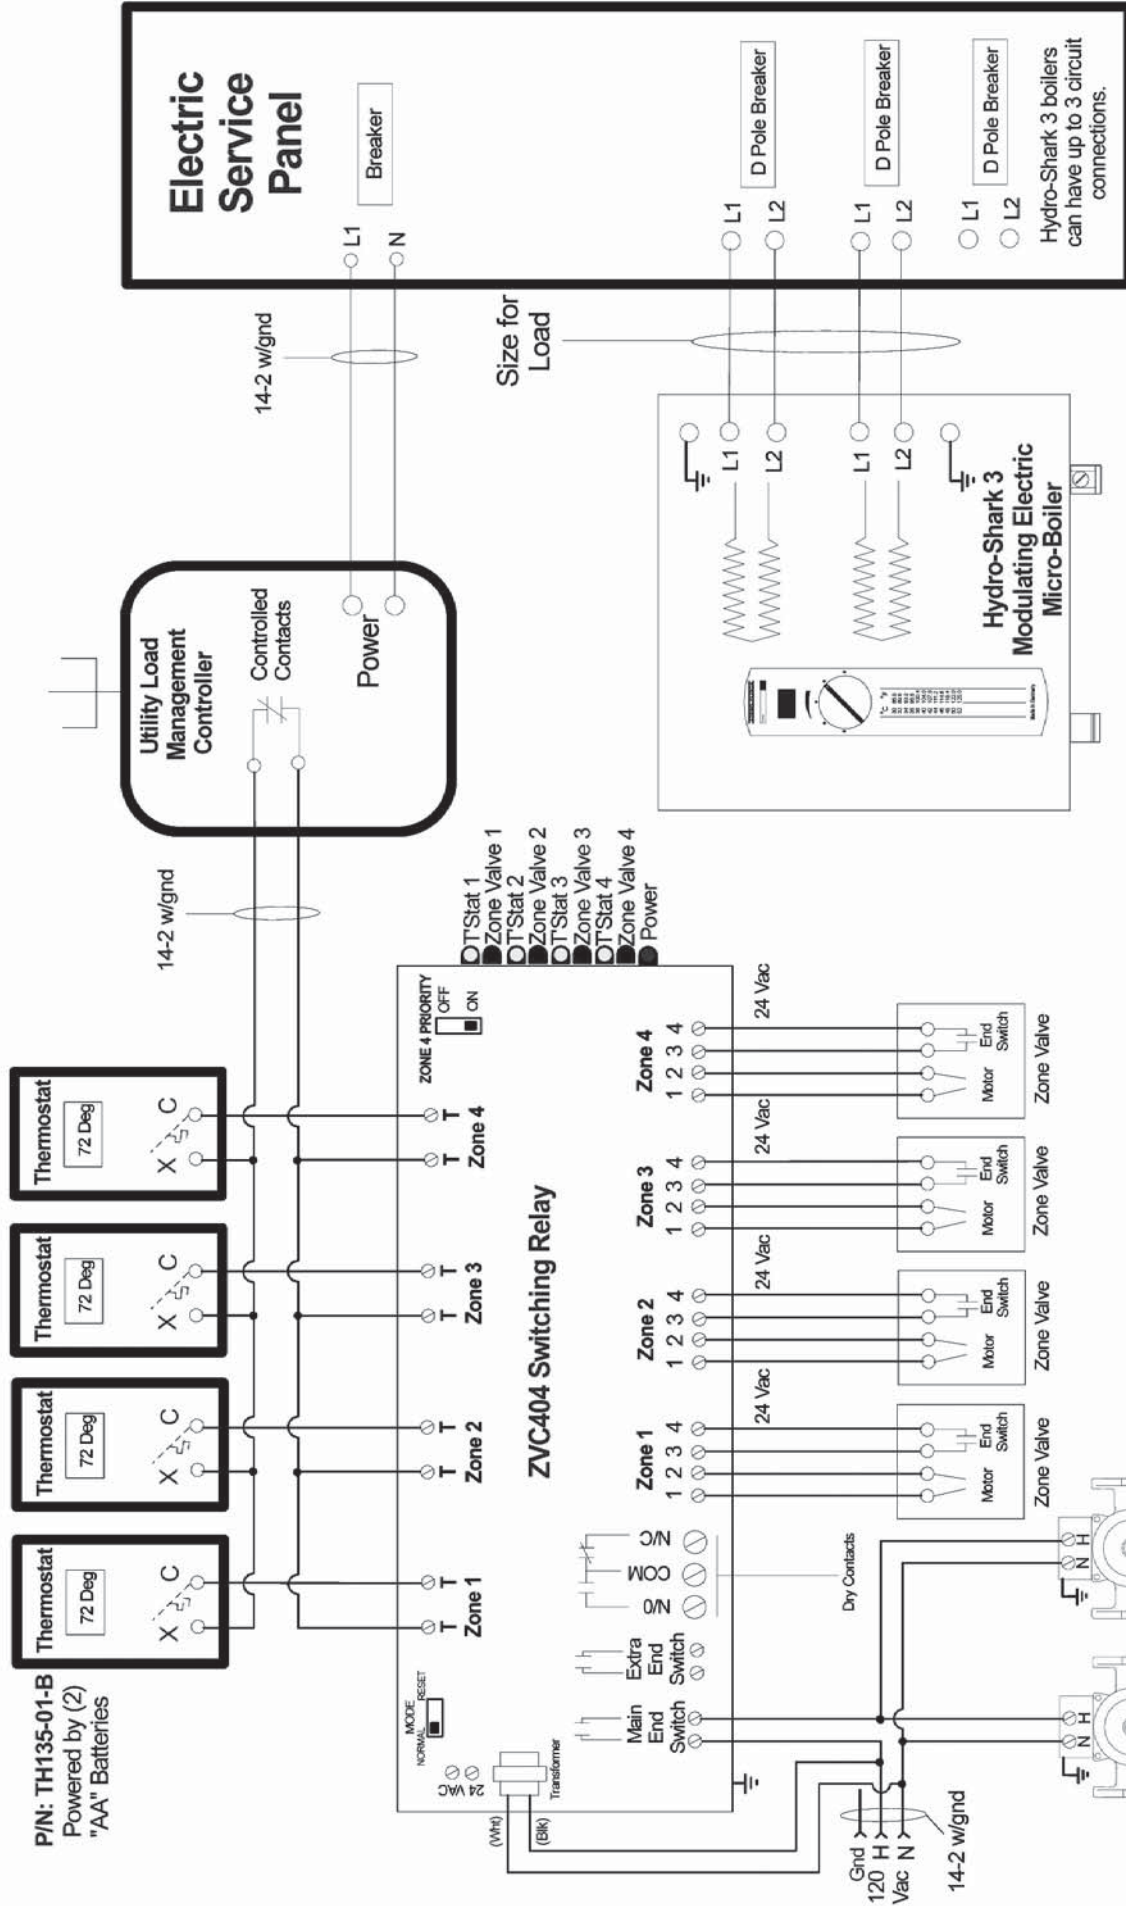 P/N: TH135-01-B
Powered by (2)
"AA" Batteries
Thermostat
72 Deg
X
C
Thermostat
72 Deg
X
C
Thermostat
72 Deg
X
C
Thermostat
72 Deg
X
C
14-2 w/gnd
Utility Load
Management
Controller
Controlled
Contacts
Power
14-2 w/gnd
Electric
Service
Panel
Breaker
L1
N
D Pole Breaker
L1
L2
D Pole Breaker
L1
L2
D Pole Breaker
L1
L2
Hydro-Shark 3 boilers
can have up to 3 circuit
connections.
Size for
Load
L1
L2
L1
L2
Hydro-Shark 3
Modulating Electric
Micro-Boiler
°C °F
Made in Germany
MODE
NORMAL
RESET
24 VAC
Transformer
(Wht)
(Blk)
T T
Zone 1
T T
Zone 2
T T
Zone 3
T T
Zone 4
ZONE 4 PRIORITY
OFF
ON
T'Stat 1
Zone Valve 1
T'Stat 2
Zone Valve 2
T'Stat 3
Zone Valve 3
T'Stat 4
Zone Valve 4
Power
ZVC404 Switching Relay
Main
End
Switch
Extra
End
Switch
N/0
COM
N/C
Dry Contacts
Zone 1
1 2 3 4
24 Vac
Zone 2
1 2 3 4
24 Vac
Zone 3
1 2 3 4
24 Vac
Zone 4
1 2 3 4
24 Vac
Motor
End
Switch
Zone Valve
Motor
End
Switch
Zone Valve
Motor
End
Switch
Zone Valve
Motor
End
Switch
Zone Valve
Gnd
120 H
Vac N
14-2 w/gnd
N H
N H